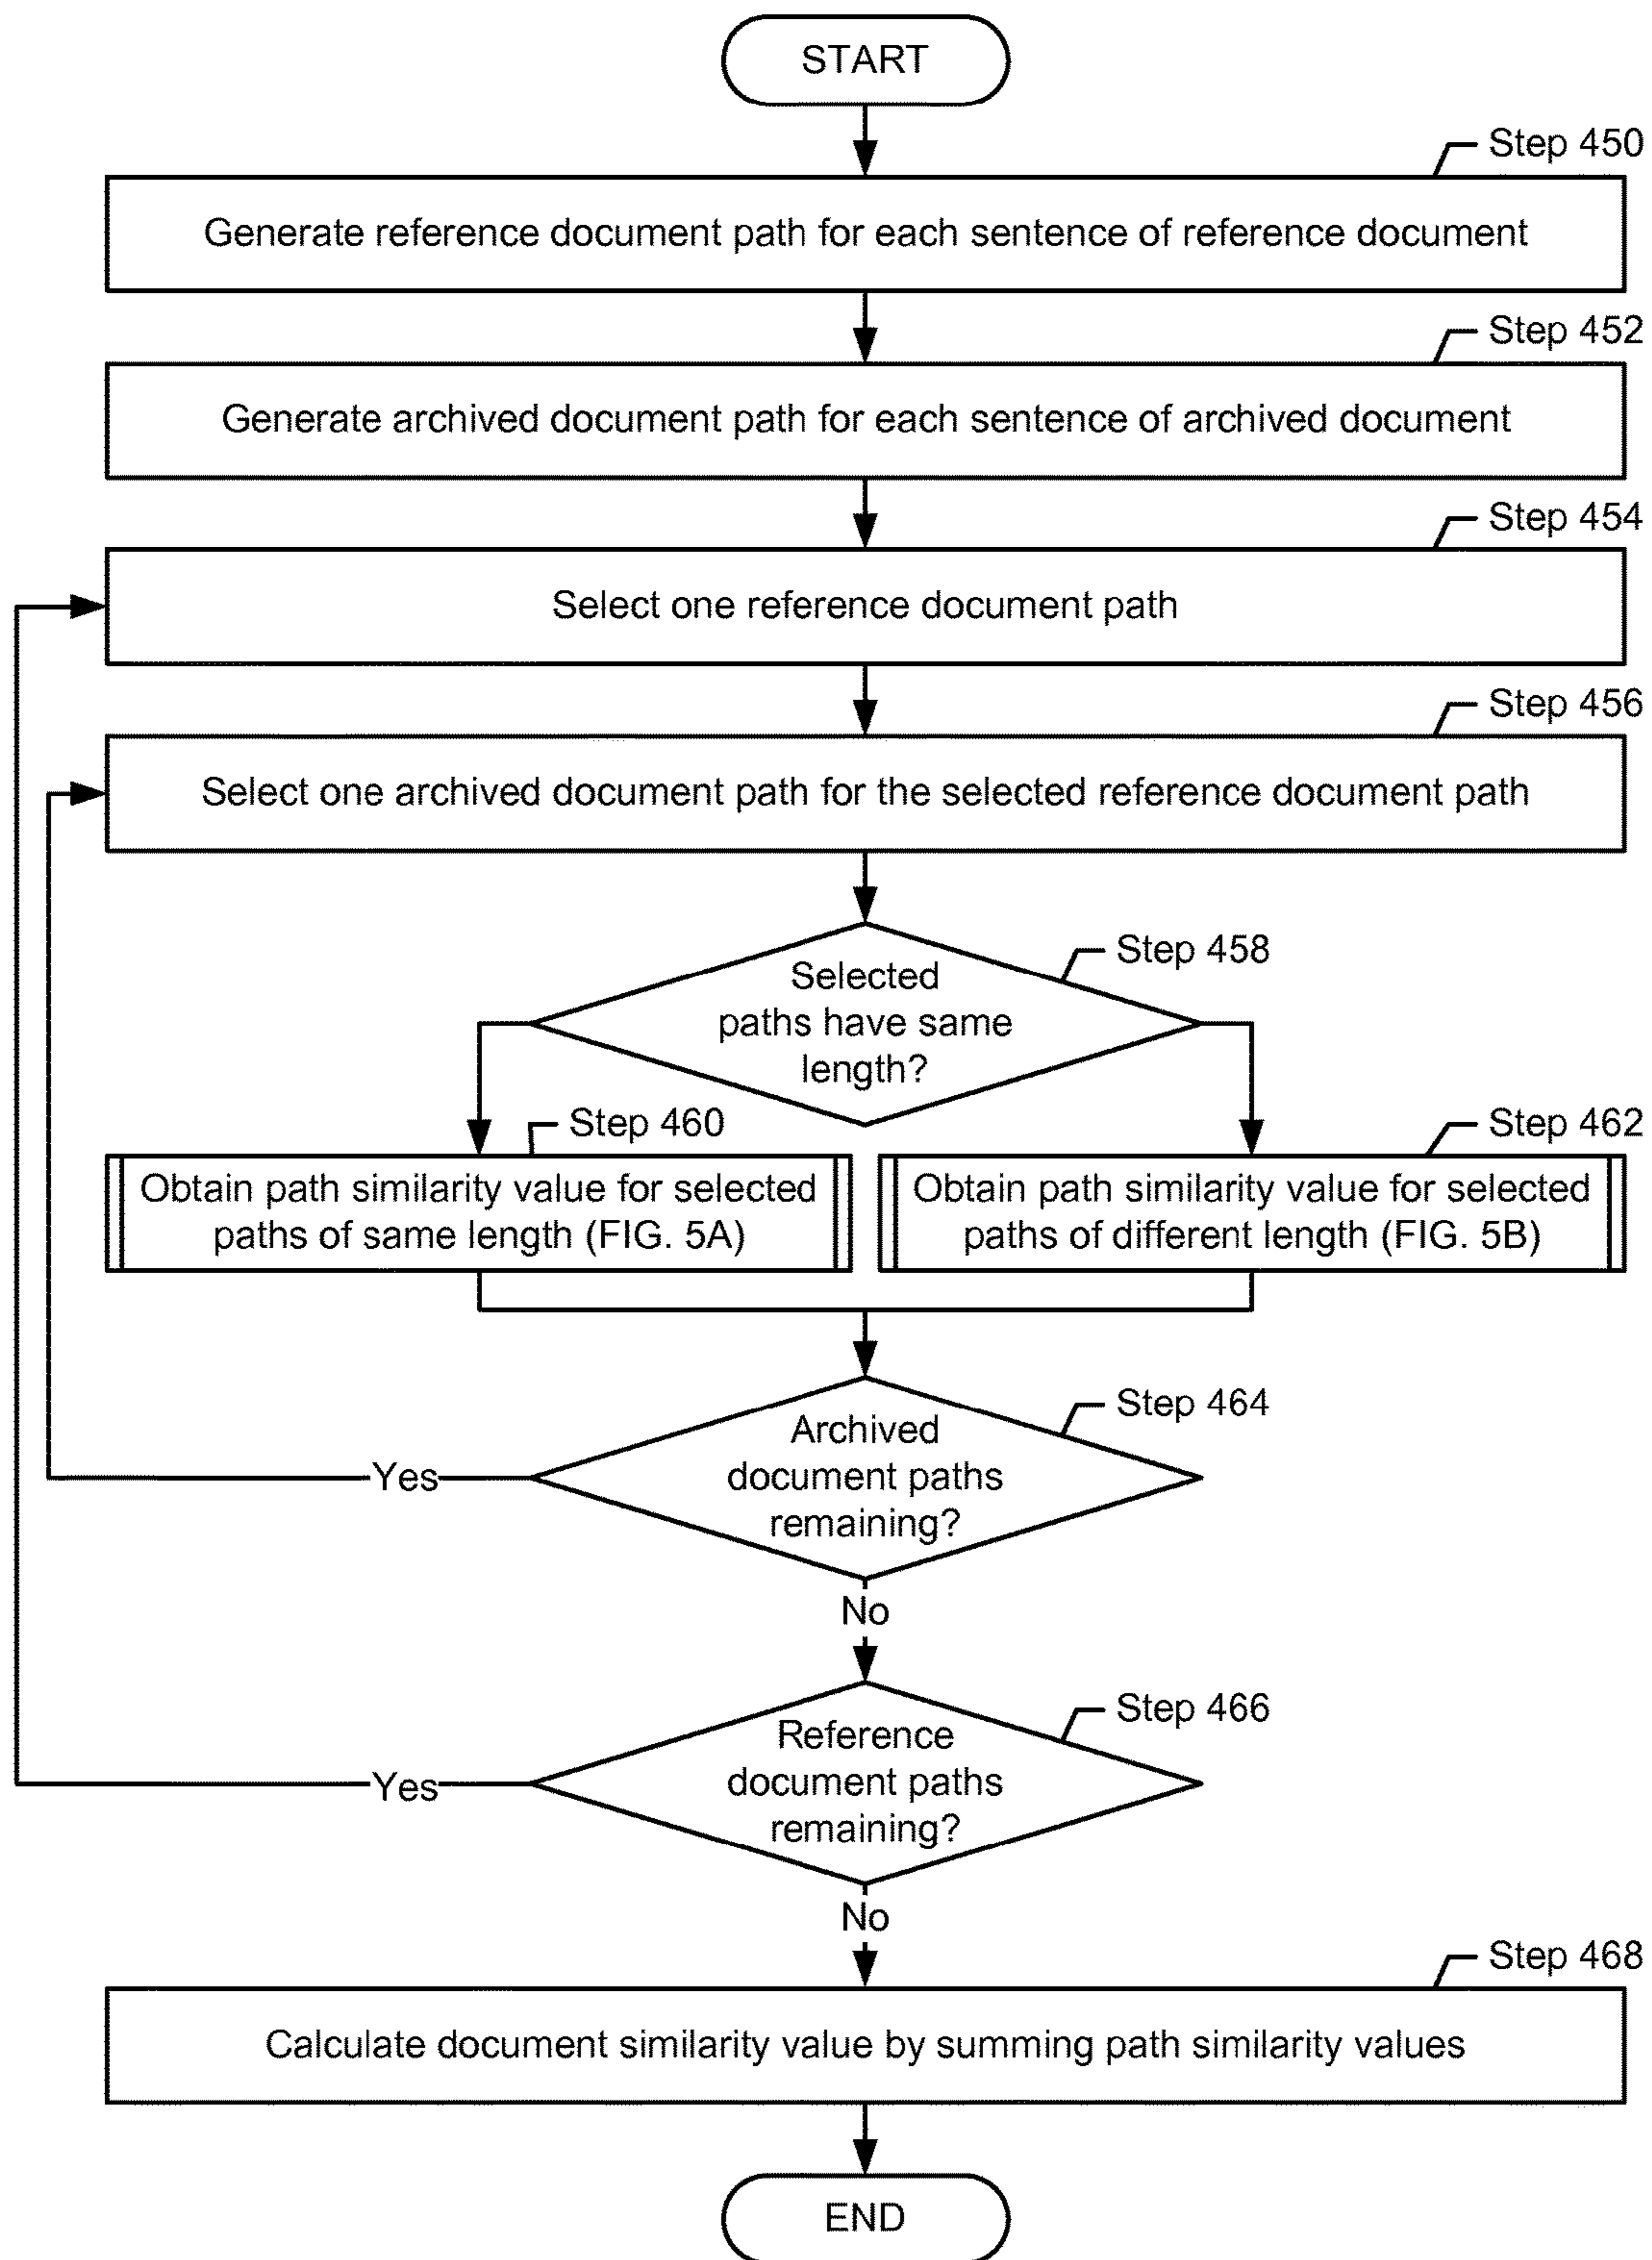 START
Step 450
Generate reference document path for each sentence of reference document
Step 452
Generate archived document path for each sentence of archived document
Step 454
Select one reference document path
Step 456
Select one archived document path for the selected reference document path
Step 458
Selected
paths have same
length?
Step 460
Obtain path similarity value for selected
paths of same length (FIG. 5A)
Step 462
Obtain path similarity value for selected
paths of different length (FIG. 5B)
Step 464
Archived
document paths
remaining?
Yes
No
Step 466
Reference
document paths
remaining?
Yes
No
Step 468
Calculate document similarity value by summing path similarity values
END